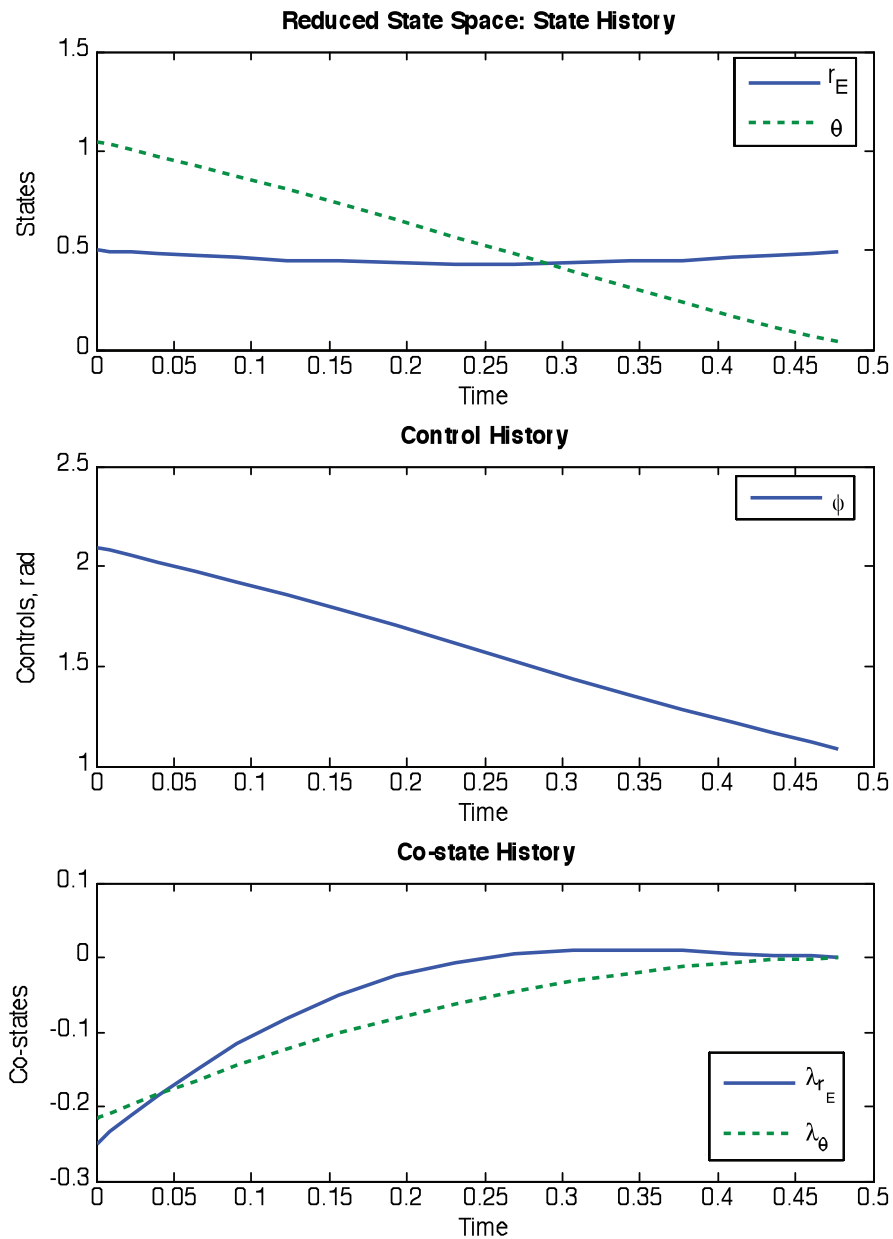 Reduced State Space: State History
1.5
1
0.5
0
States
r_E
θ
0 0.05 0.1 0.15 0.2 0.25 0.3 0.35 0.4 0.45 0.5
Time
Control History
2.5
2
1.5
1
Controls, rad
ϕ
0 0.05 0.1 0.15 0.2 0.25 0.3 0.35 0.4 0.45 0.5
Time
Co-state History
0.1
0
-0.1
-0.2
-0.3
Co-states
λ_r_E
λ_θ
0 0.05 0.1 0.15 0.2 0.25 0.3 0.35 0.4 0.45 0.5
Time